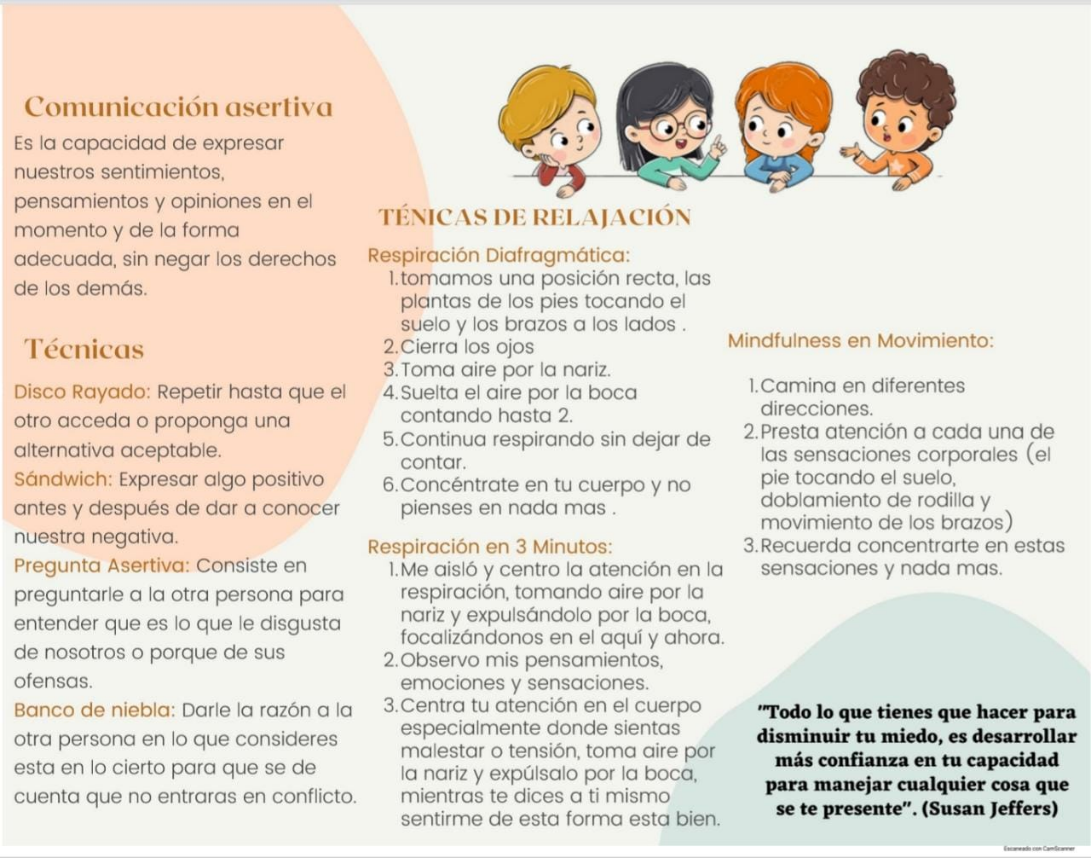 Comunicación asertiva
Es la capacidad de expresar
nuestros sentimientos,
pensamientos y opiniones en el
momento y de la forma
adecuada, sin negar los derechos
de los demás.
Técnicas
Disco Rayado: Repetir hasta que el
otro acceda o proponga una
alternativa aceptable.
Sándwich: Expresar algo positivo
antes y después de dar a conocer
nuestra negativa.
Pregunta Asertiva: Consiste en
preguntarle a la otra persona para
entender que es lo que le disgusta
de nosotros o porque de sus
ofensas.
Banco de niebla: Darle la razón a la
otra persona en lo que consideres
esta en lo cierto para que se de
cuenta que no entraras en conflicto.
TÉNICAS DE RELAJACIÓN
Respiración Diafragmática:
1.tomamos una posición recta, las
plantas de los pies tocando el
suelo y los brazos a los lados .
2.Cierra los ojos
3.Toma aire por la nariz.
4.Suelta el aire por la boca
contando hasta 2.
5.Continua respirando sin dejar de
contar.
6.Concéntrate en tu cuerpo y no
pienses en nada mas .
Respiración en 3 Minutos:
1.Me aisló y centro la atención en la
respiración, tomando aire por la
nariz y expulsándolo por la boca,
focalizándonos en el aquí y ahora.
2.Observo mis pensamientos,
emociones y sensaciones.
3.Centra tu atención en el cuerpo
especialmente donde sientas
malestar o tensión, toma aire por
la nariz y expúlsalo por la boca,
mientras te dices a ti mismo
sentirme de esta forma esta bien.
Mindfulness en Movimiento:
1.Camina en diferentes
direcciones.
2.Presta atención a cada una de
las sensaciones corporales (el
pie tocando el suelo,
doblamiento de rodilla y
movimiento de los brazos)
3.Recuerda concentrarte en estas
sensaciones y nada mas.
"Todo lo que tienes que hacer para
disminuir tu miedo, es desarrollar
más confianza en tu capacidad
para manejar cualquier cosa que
se te presente". (Susan Jeffers)
Escaneado con CamScanner